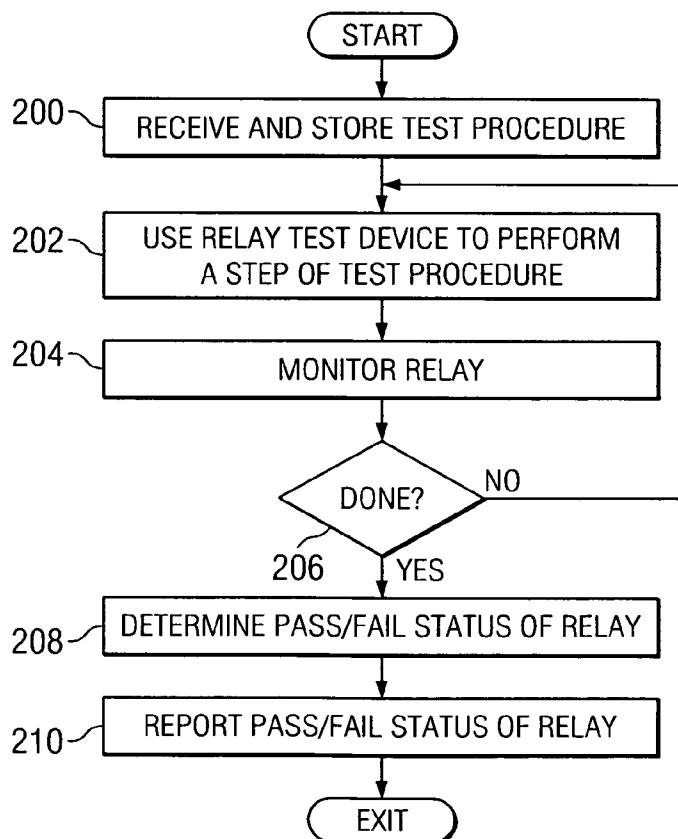 START
200
RECEIVE AND STORE TEST PROCEDURE
202
USE RELAY TEST DEVICE TO PERFORM
A STEP OF TEST PROCEDURE
204
MONITOR RELAY
DONE?
NO
206
YES
208
DETERMINE PASS/FAIL STATUS OF RELAY
210
REPORT PASS/FAIL STATUS OF RELAY
EXIT